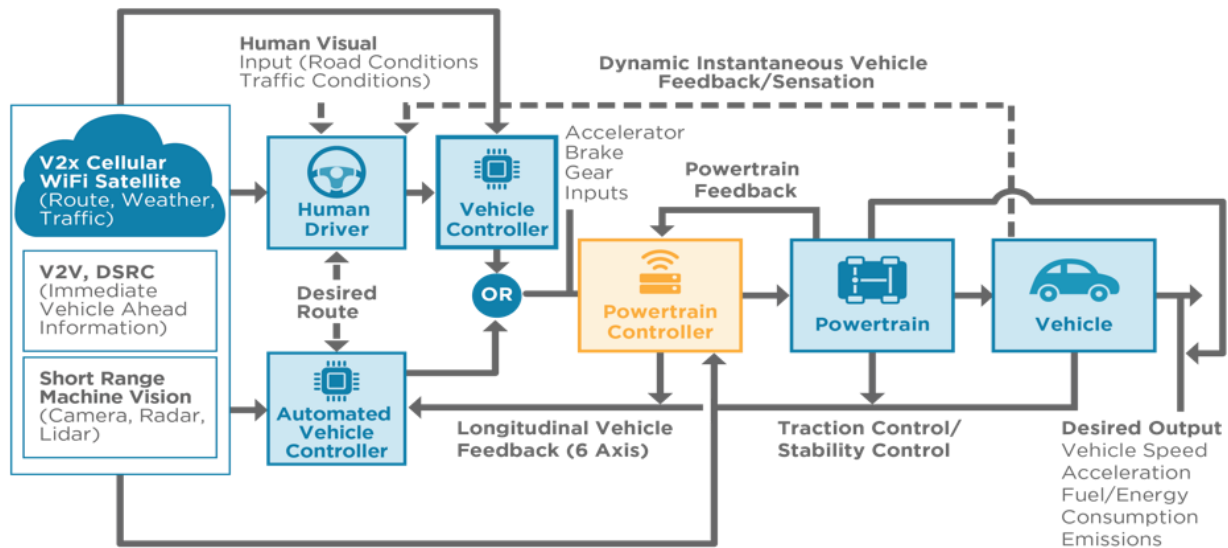 Human Visual
Input (Road Conditions
Traffic Conditions)
Dynamic Instantaneous Vehicle
Feedback/Sensation
V2x Cellular
WiFi Satellite
(Route, Weather,
Traffic)
V2V, DSRC
(Immediate
Vehicle Ahead
Information)
Short Range
Machine Vision
(Camera, Radar,
Lidar)
Human
Driver
Vehicle
Controller
Accelerator
Brake
Gear
Inputs
Powertrain
Feedback
Desired
Route
OR
Powertrain
Controller
Powertrain
Vehicle
Automated
Vehicle
Controller
Longitudinal Vehicle
Feedback (6 Axis)
Traction Control/
Stability Control
Desired Output
Vehicle Speed
Acceleration
Fuel/Energy
Consumption
Emissions